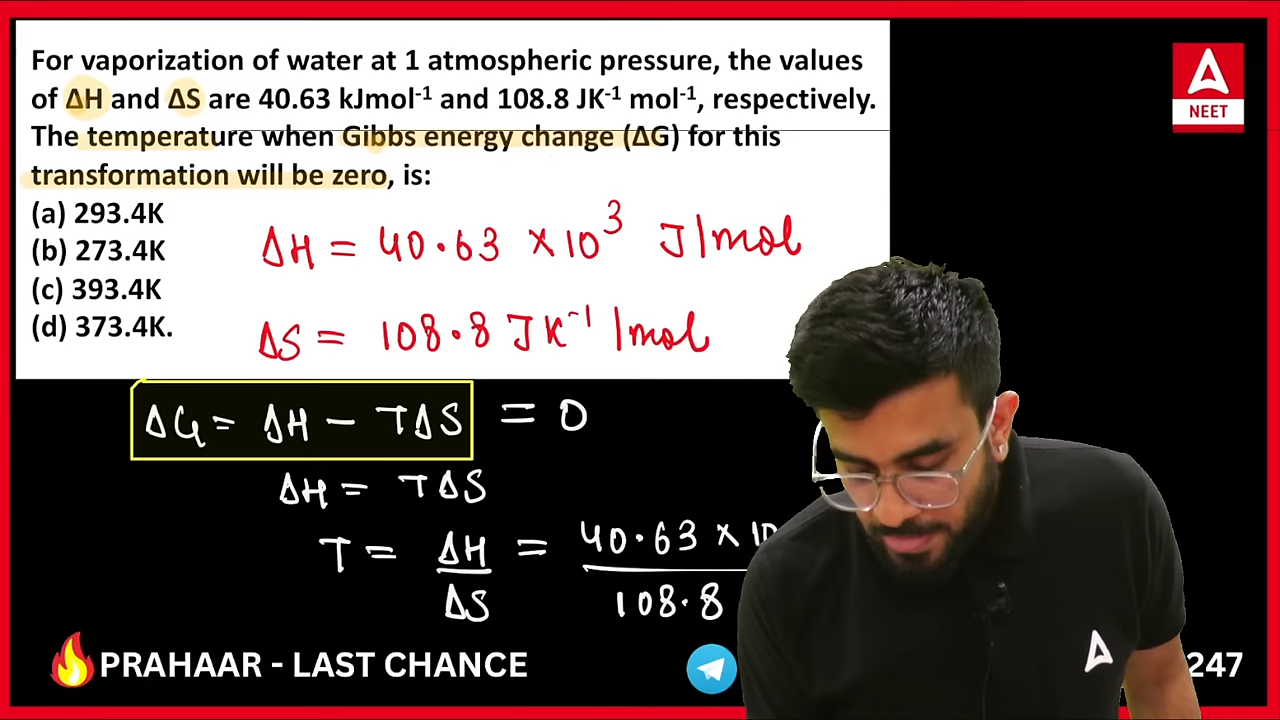 For vaporization of water at 1 atmospheric pressure, the values
of ΔH and ΔS are 40.63 kJmol⁻¹ and 108.8 JK⁻¹ mol⁻¹, respectively.
The temperature when Gibbs energy change (ΔG) for this
transformation will be zero, is:
(a) 293.4K
(b) 273.4K
(c) 393.4K
(d) 373.4K.
ΔH = 40.63 × 10³ J/mol
ΔS = 108.8 JK⁻¹/mol
ΔG = ΔH - TΔS = 0
ΔH = TΔS
T = ΔH/ΔS = 40.63 × 10/108.8
NEET
PRAHAAR - LAST CHANCE
247